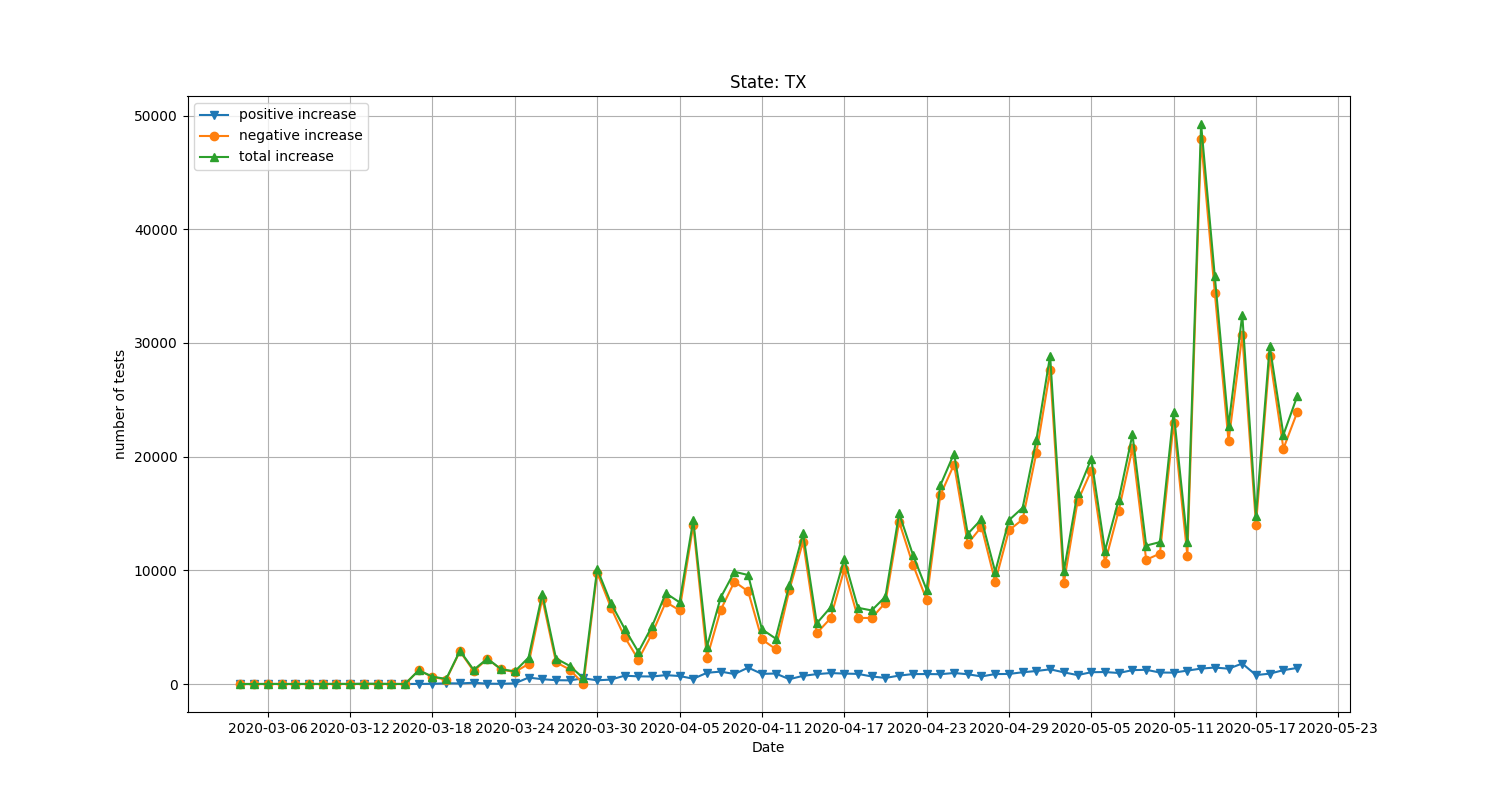 State: TX
positive increase
negative increase
total increase
50000
40000
30000
20000
10000
0
number of tests
2020-03-06 2020-03-12 2020-03-18 2020-03-24 2020-03-30 2020-04-05 2020-04-11 2020-04-17 2020-04-23 2020-04-29 2020-05-05 2020-05-11 2020-05-17 2020-05-23
Date